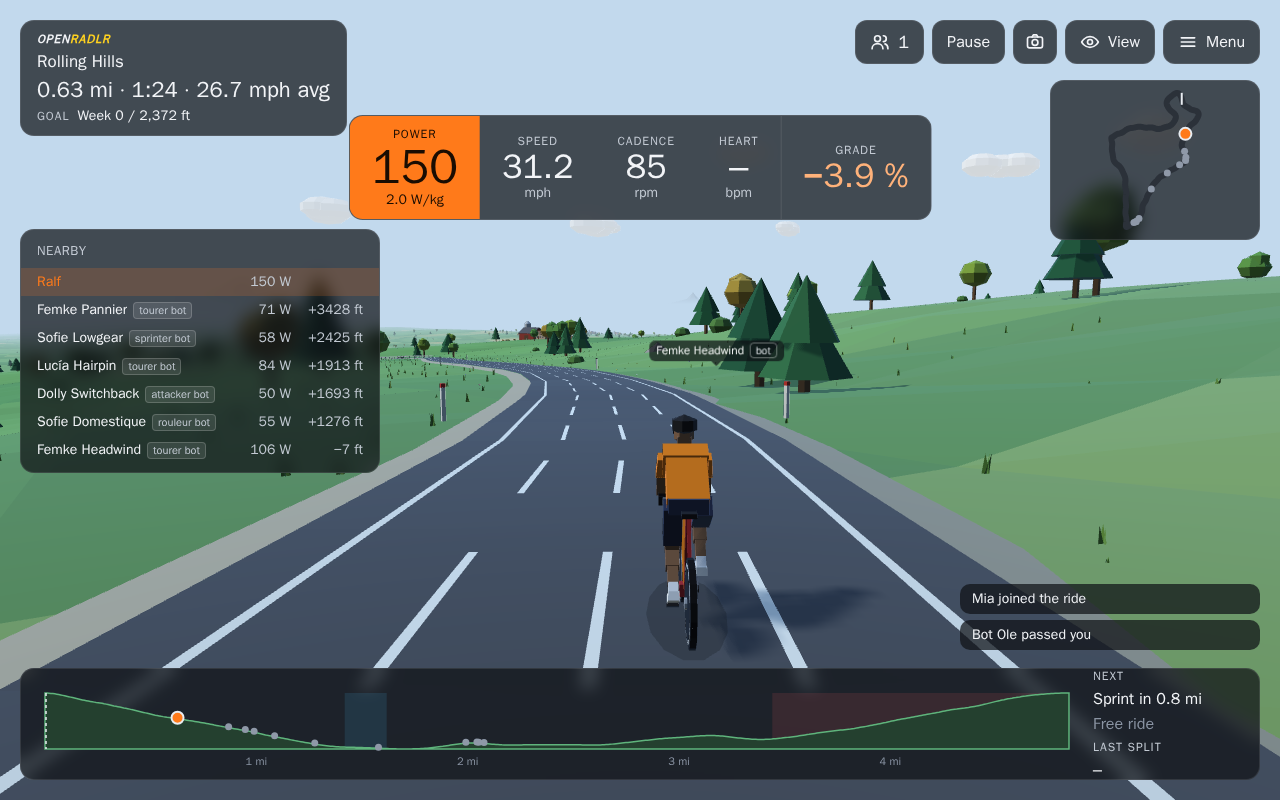 OPENRADLR
Rolling Hills
0.63 mi · 1:24 · 26.7 mph avg
GOAL Week 0 / 2,372 ft
1
Pause
View
Menu
POWER
150
2.0 W/kg
SPEED
31.2
mph
CADENCE
85
rpm
HEART
–
bpm
GRADE
−3.9 %
NEARBY
Ralf 150 W
Femke Pannier tourer bot 71 W +3428 ft
Sofie Lowgear sprinter bot 58 W +2425 ft
Lucía Hairpin tourer bot 84 W +1913 ft
Dolly Switchback attacker bot 50 W +1693 ft
Sofie Domestique rouleur bot 55 W +1276 ft
Femke Headwind tourer bot 106 W −7 ft
Femke Headwind bot
Mia joined the ride
Bot Ole passed you
1 mi
2 mi
3 mi
4 mi
NEXT
Sprint in 0.8 mi
Free ride
LAST SPLIT
–